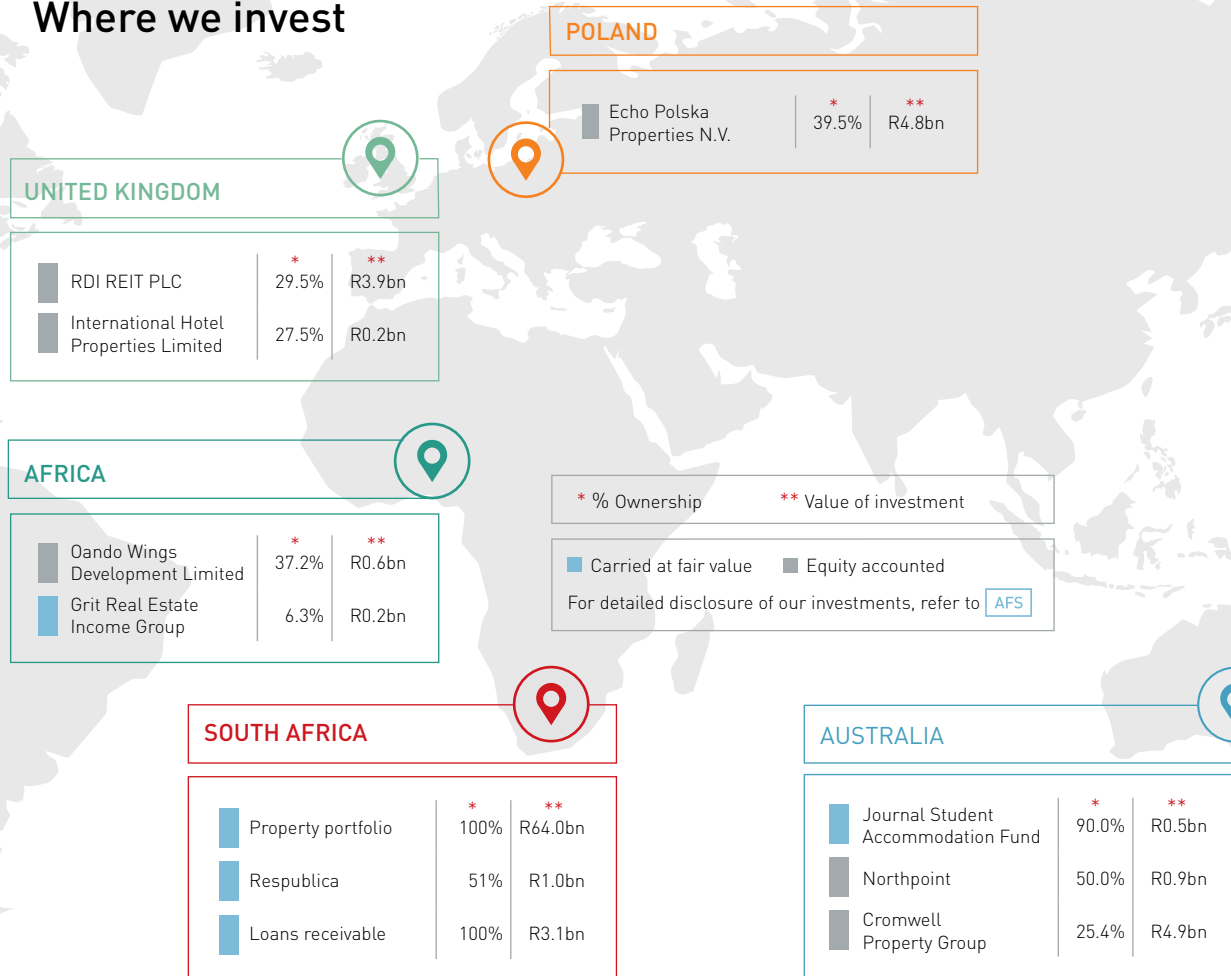 Where we invest
POLAND
* **
Echo Polska
Properties N.V.
39.5% R4.8bn
UNITED KINGDOM
* **
RDI REIT PLC 29.5% R3.9bn
International Hotel
Properties Limited
27.5% R0.2bn
AFRICA
* **
Oando Wings
Development Limited
37.2% R0.6bn
Grit Real Estate
Income Group
6.3% R0.2bn
* % Ownership ** Value of investment
Carried at fair value Equity accounted
For detailed disclosure of our investments, refer to AFS
SOUTH AFRICA
* **
Property portfolio 100% R64.0bn
Respublica 51% R1.0bn
Loans receivable 100% R3.1bn
AUSTRALIA
* **
Journal Student
Accommodation Fund
90.0% R0.5bn
Northpoint 50.0% R0.9bn
Cromwell
Property Group
25.4% R4.9bn